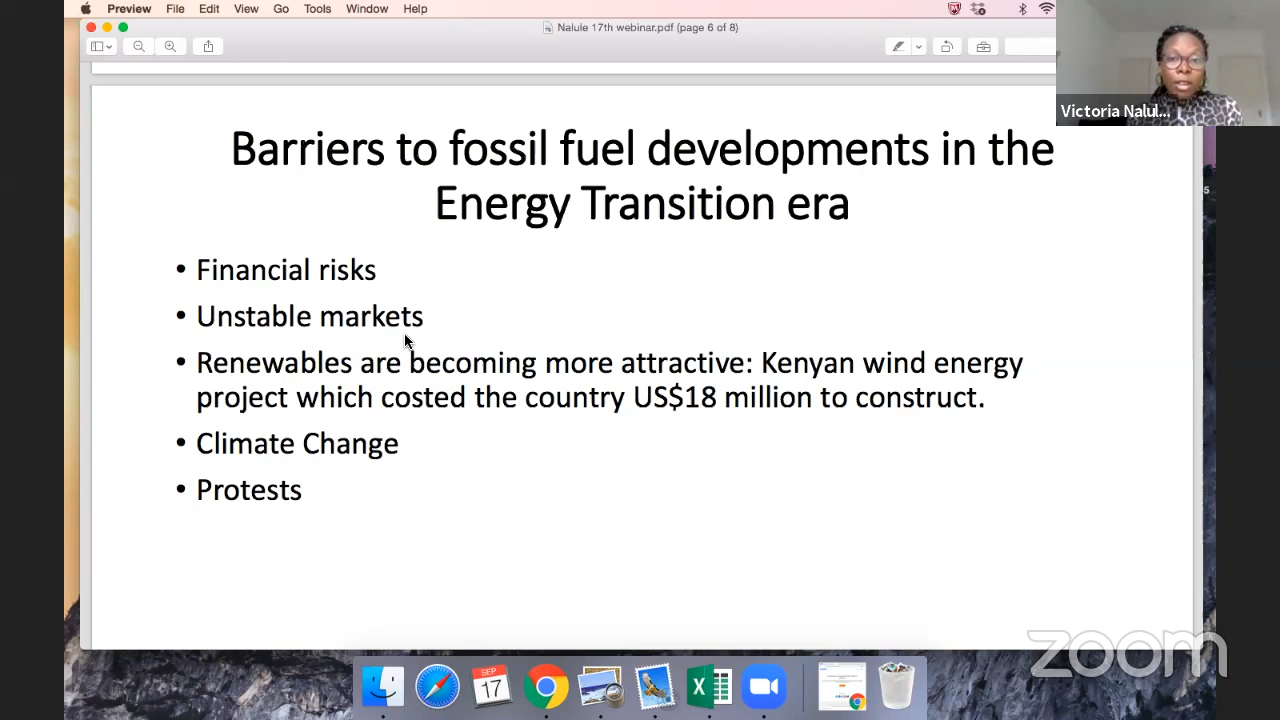 Preview File Edit View Go Tools Window Help
Nalule 17th webinar.pdf (page 6 of 8)
Victoria Nalul...
Barriers to fossil fuel developments in the
Energy Transition era
• Financial risks
• Unstable markets
• Renewables are becoming more attractive: Kenyan wind energy
project which costed the country US$18 million to construct.
• Climate Change
• Protests
zoom
SEP
17